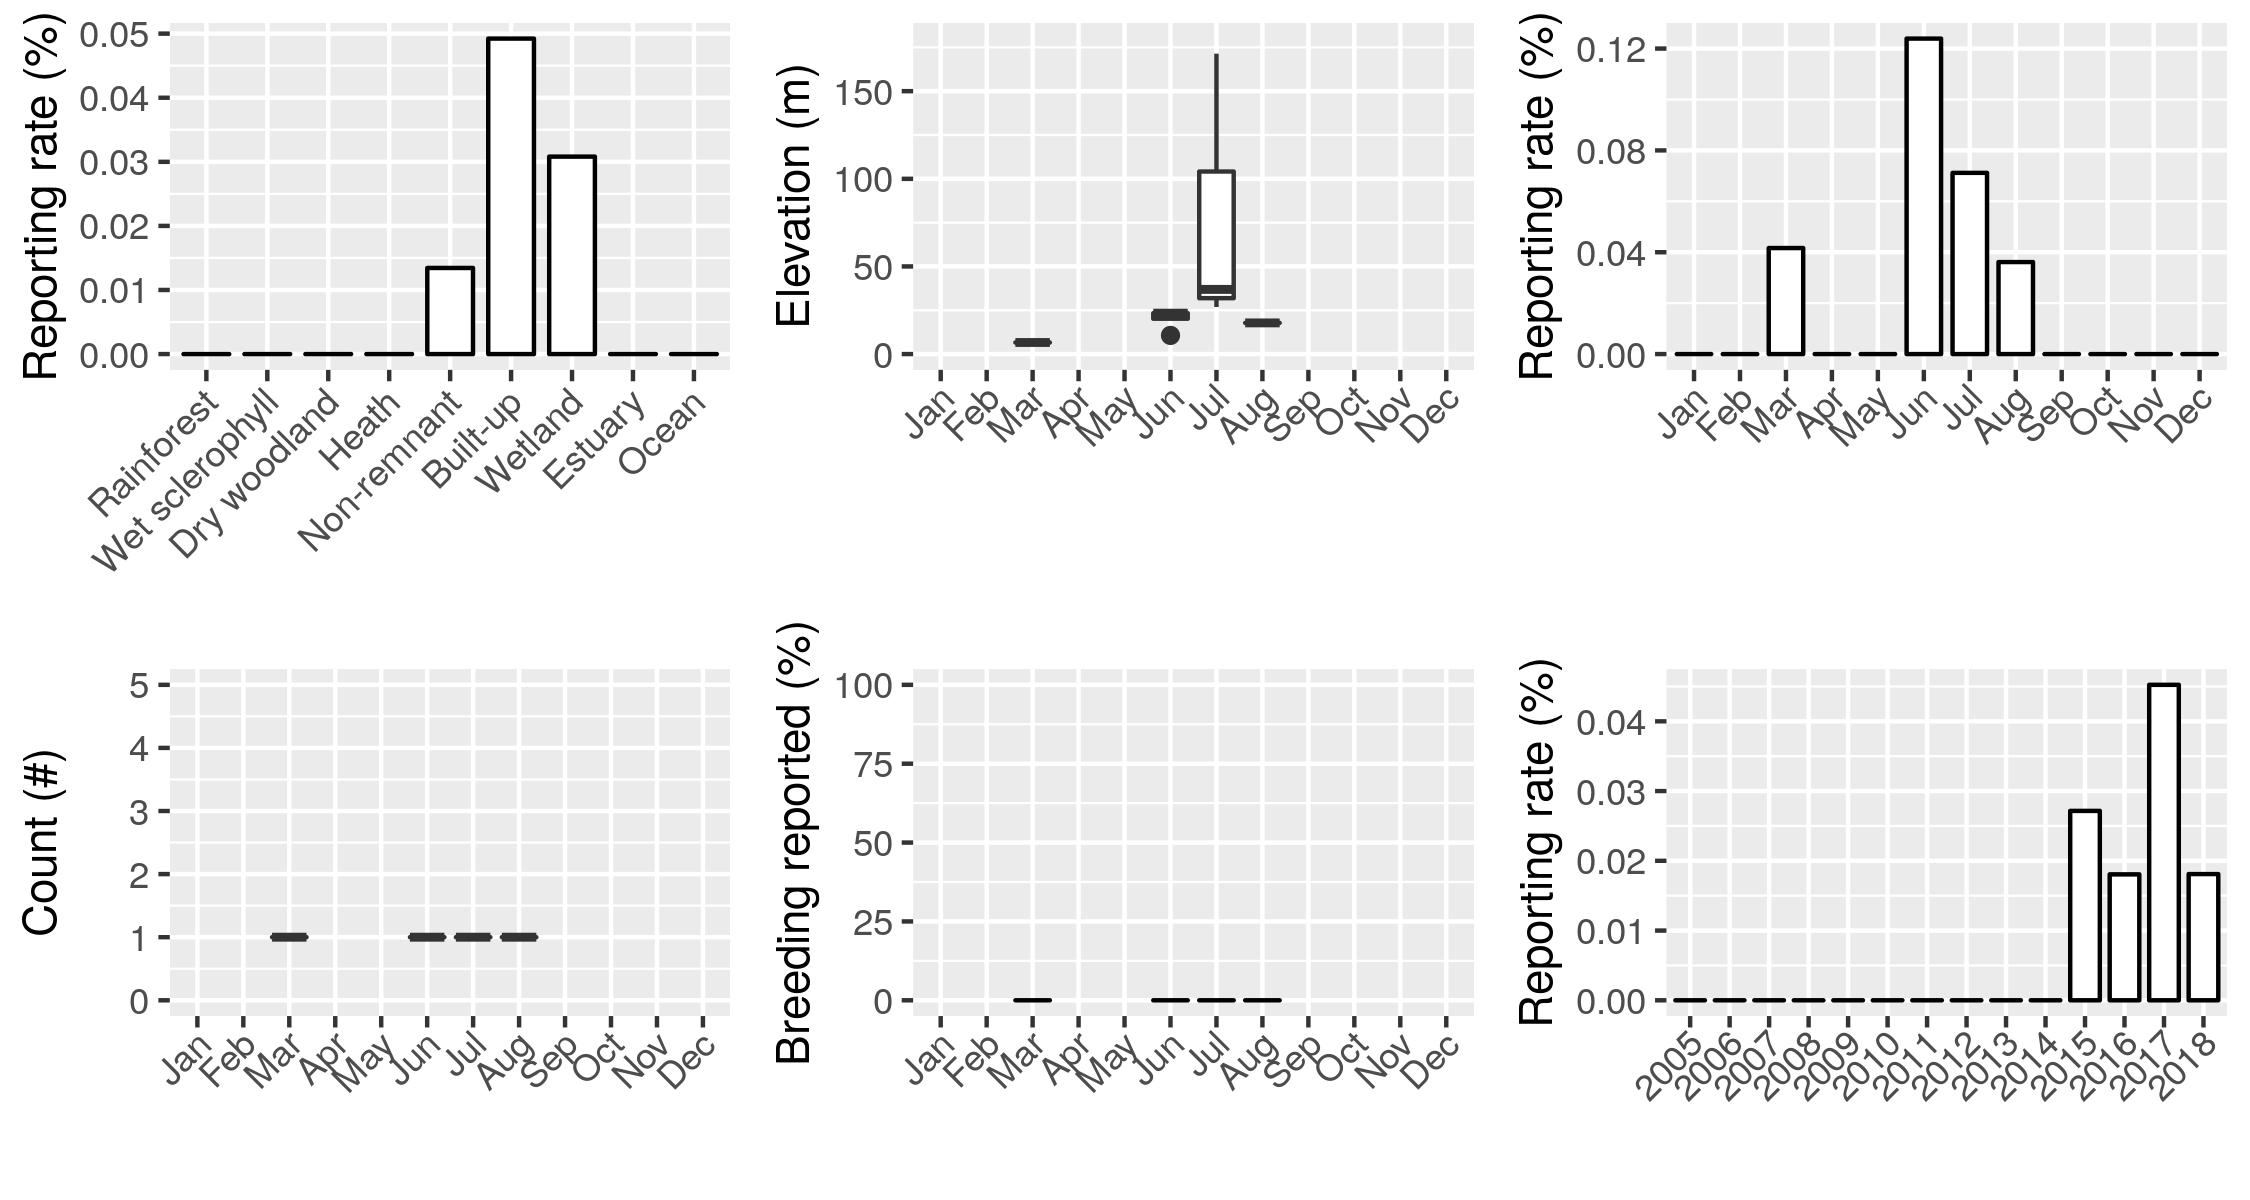 Reporting rate (%)
0.05
0.04
0.03
0.02
0.01
0.00
Rainforest
Wet sclerophyll
Dry woodland
Heath
Non-remnant
Built-up
Wetland
Estuary
Ocean
Elevation (m)
150
100
50
0
Jan
Feb
Mar
Apr
May
Jun
Jul
Aug
Sep
Oct
Nov
Dec
Reporting rate (%)
0.12
0.08
0.04
0.00
Jan
Feb
Mar
Apr
May
Jun
Jul
Aug
Sep
Oct
Nov
Dec
Count (#)
5
4
3
2
1
0
Jan
Feb
Mar
Apr
May
Jun
Jul
Aug
Sep
Oct
Nov
Dec
Breeding reported (%)
100
75
50
25
0
Jan
Feb
Mar
Apr
May
Jun
Jul
Aug
Sep
Oct
Nov
Dec
Reporting rate (%)
0.04
0.03
0.02
0.01
0.00
2005
2006
2007
2008
2009
2010
2011
2012
2013
2014
2015
2016
2017
2018